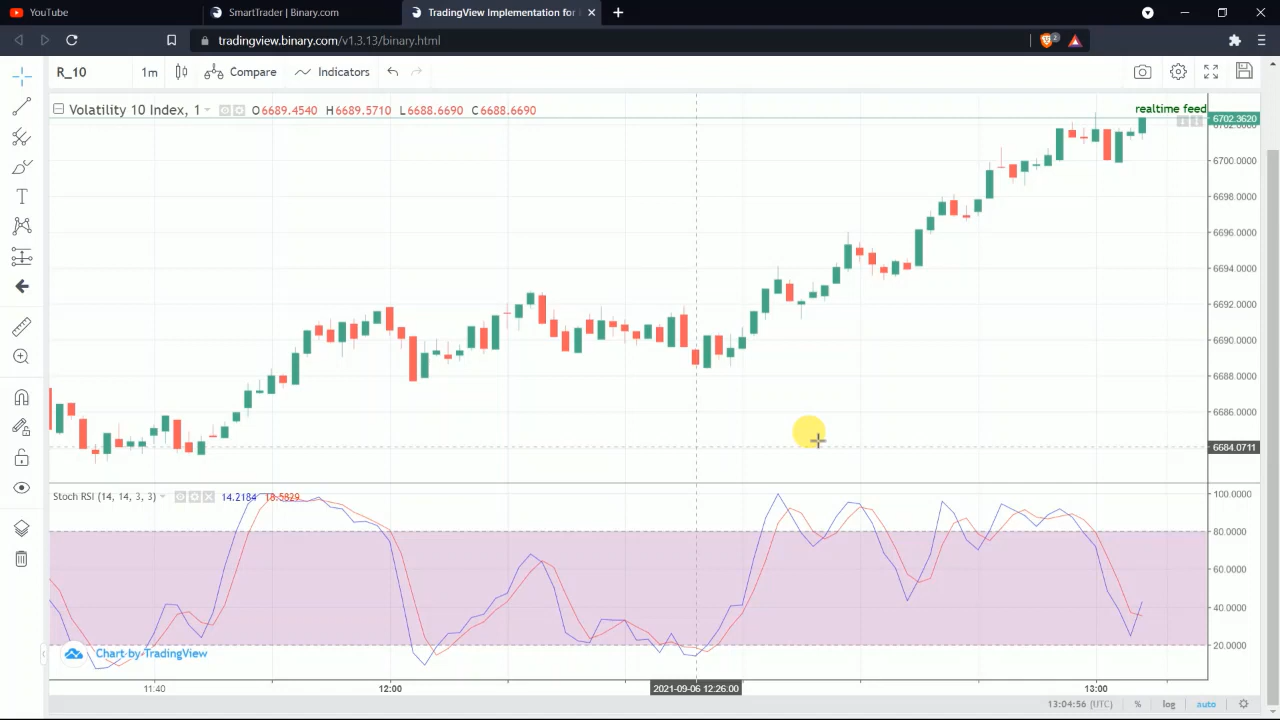 YouTube
SmartTrader | Binary.com
TradingView Implementation for
tradingview.binary.com/v1.3.13/binary.html
2
R_10
1m
Compare
Indicators
Volatility 10 Index, 1
O6689.4540 H6689.5710 L6688.6690 C6688.6690
realtime feed
6702.3620
6700.0000
6698.0000
6696.0000
6694.0000
6692.0000
6690.0000
6688.0000
6686.0000
6684.0711
Stoch RSI (14, 14, 3, 3)
14.2184 18.5829
100.0000
80.0000
60.0000
40.0000
20.0000
Chart by TradingView
11:40
12:00
2021-09-06 12:26:00
13:00
13:04:56 (UTC)
%
log
auto